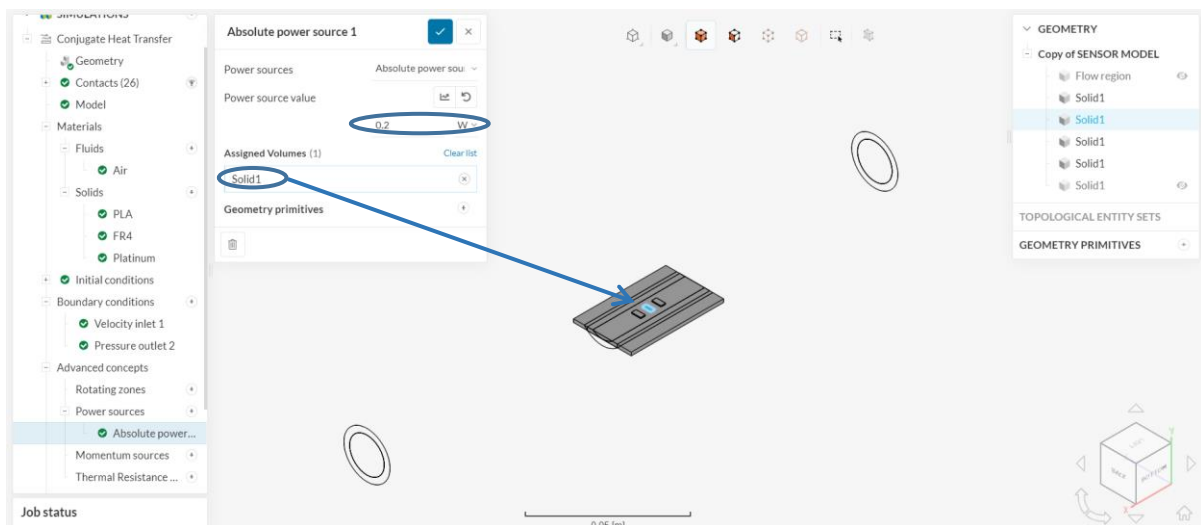 SIMULATIONS
Conjugate Heat Transfer
Geometry
Contacts (26)
Model
Materials
Fluids
Air
Solids
PLA
FR4
Platinum
Initial conditions
Boundary conditions
Velocity inlet 1
Pressure outlet 2
Advanced concepts
Rotating zones
Power sources
Absolute power...
Momentum sources
Thermal Resistance ...
Job status
Absolute power source 1
Power sources Absolute power sou
Power source value
0.2 W
Assigned Volumes (1) Clear list
Solid1
Geometry primitives
0.05 [m]
GEOMETRY
Copy of SENSOR MODEL
Flow region
Solid1
Solid1
Solid1
Solid1
Solid1
TOPOLOGICAL ENTITY SETS
GEOMETRY PRIMITIVES
BACK
BOTTOM
Y
X